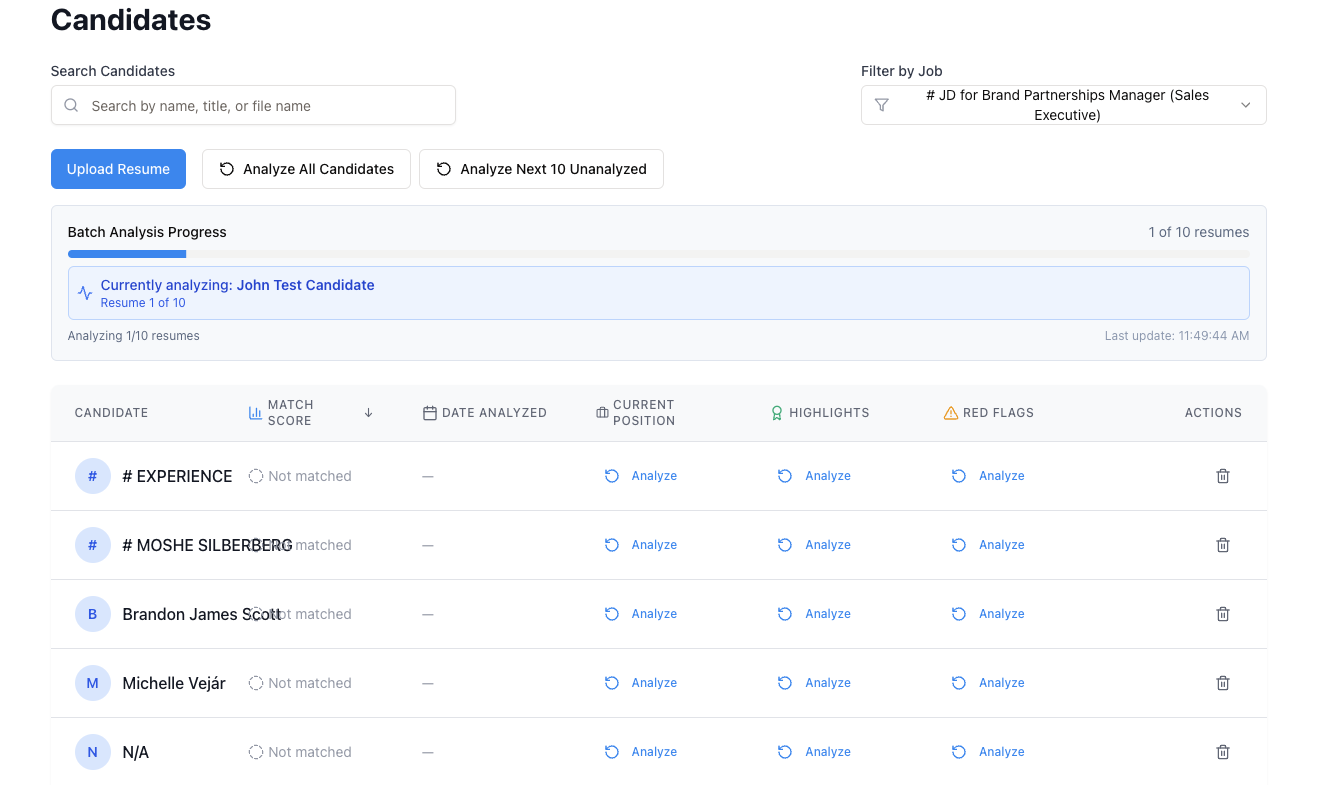 Candidates
Search Candidates
Filter by Job
Search by name, title, or file name
# JD for Brand Partnerships Manager (Sales
Executive)
Upload Resume
Analyze All Candidates
Analyze Next 10 Unanalyzed
Batch Analysis Progress
1 of 10 resumes
Currently analyzing: John Test Candidate
Resume 1 of 10
Analyzing 1/10 resumes
Last update: 11:49:44 AM
CANDIDATE
MATCH
SCORE
DATE ANALYZED
CURRENT
POSITION
HIGHLIGHTS
RED FLAGS
ACTIONS
# # EXPERIENCE Not matched — Analyze Analyze Analyze
# # MOSHE SILBERBERG Not matched — Analyze Analyze Analyze
B Brandon James Scott Not matched — Analyze Analyze Analyze
M Michelle Vejár Not matched — Analyze Analyze Analyze
N N/A Not matched — Analyze Analyze Analyze